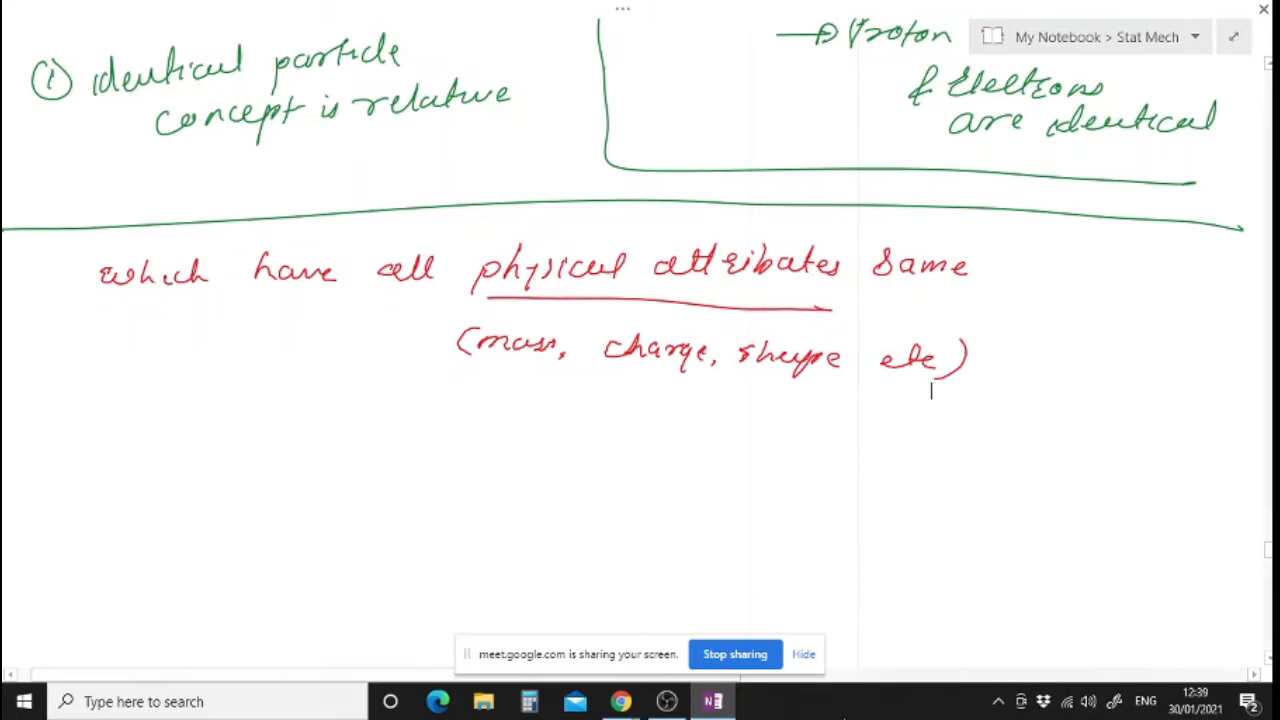 → Proton
My Notebook > Stat Mech
① identical particle
concept is relative
& Electrons
are identical
which have all physical attributes same
(mass, charge, shape etc)
meet.google.com is sharing your screen.
Stop sharing
Hide
Type here to search
ENG
12:39
30/01/2021
2